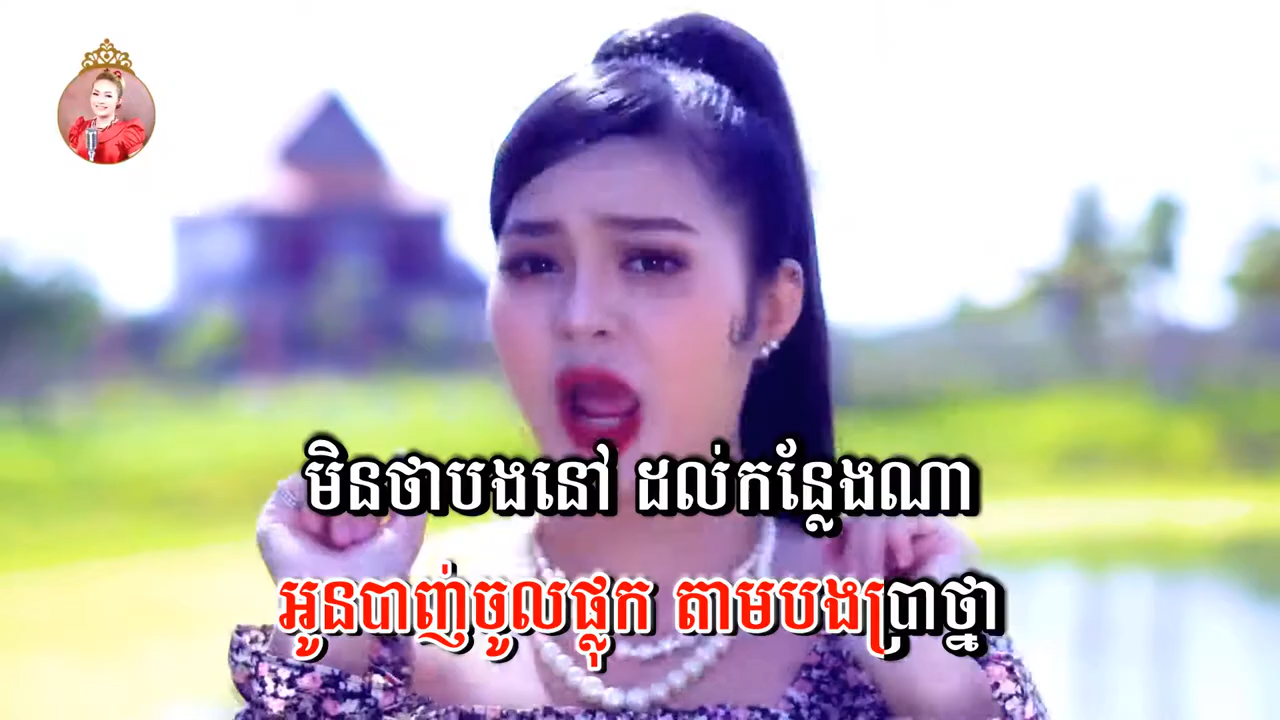 មិនថាបងនៅ ដល់កន្លែងណា
អូនបាញ់ចូលផ្លុក តាមបងប្រាថ្នា